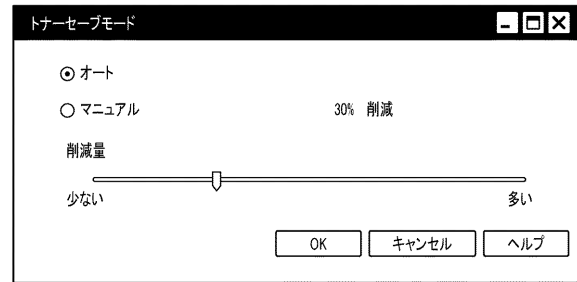 トナーセーブモード
オート
マニュアル 30% 削減
削減量
少ない 多い
OK キャンセル ヘルプ